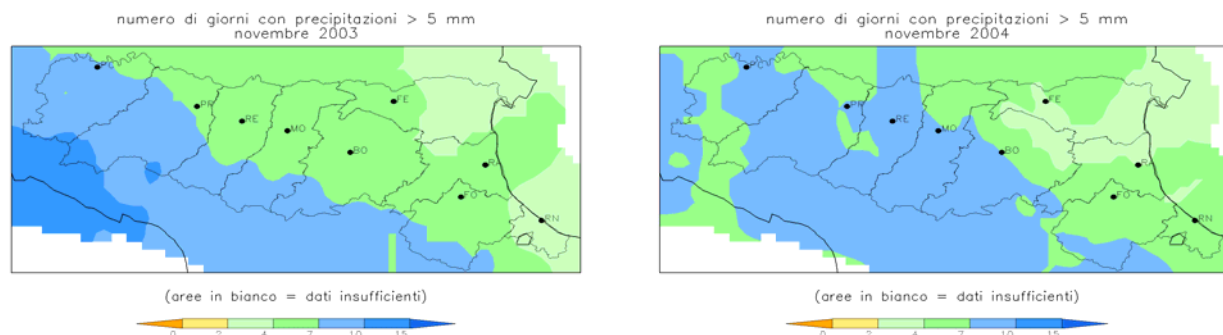 numero di giorni con precipitazioni > 5 mm
novembre 2003
PC
PR
RE
MO
BO
FE
RA
FO
RN
(aree in bianco = dati insufficienti)
0 2 4 7 10 15
numero di giorni con precipitazioni > 5 mm
novembre 2004
PC
PR
RE
MO
BO
FE
RA
FO
RN
(aree in bianco = dati insufficienti)
0 2 4 7 10 15